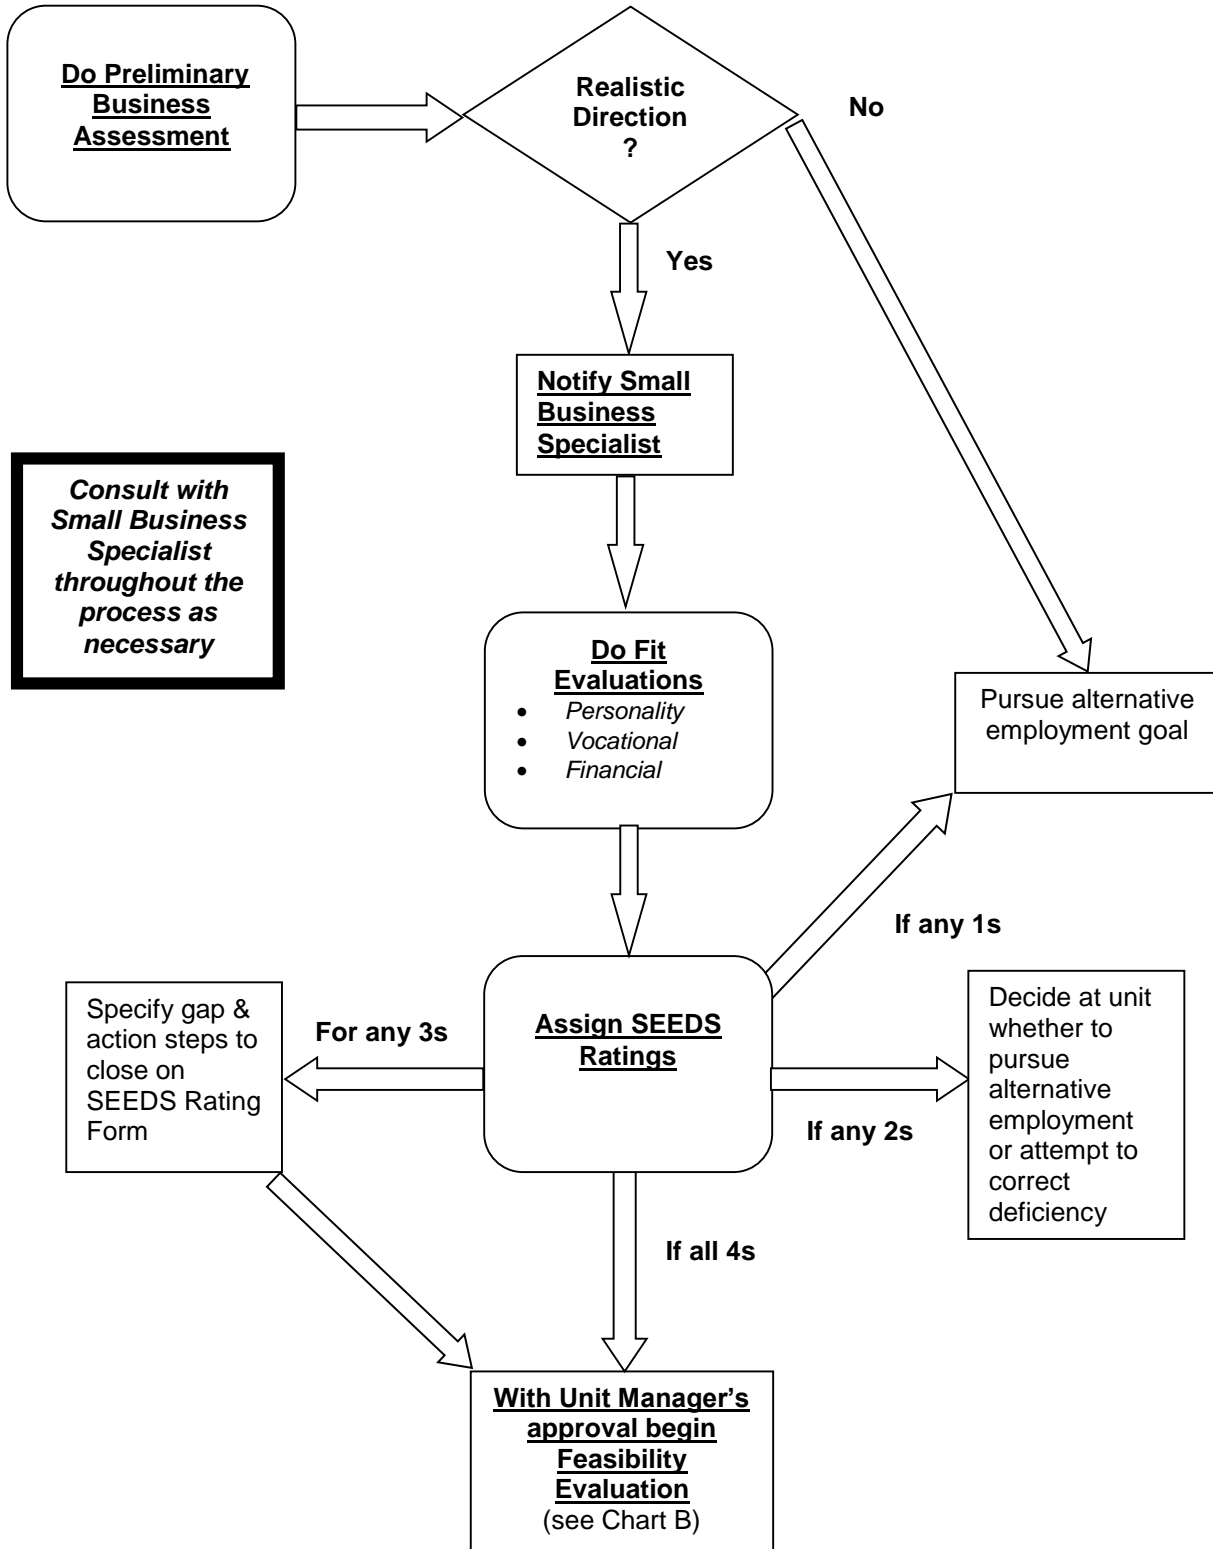 Do Preliminary
Business
Assessment
Realistic
Direction
?
No
Yes
Notify Small
Business
Specialist
Consult with
Small Business
Specialist
throughout the
process as
necessary
Do Fit
Evaluations
• Personality
• Vocational
• Financial
Pursue alternative
employment goal
If any 1s
Assign SEEDS
Ratings
For any 3s
Specify gap &
action steps to
close on
SEEDS Rating
Form
If any 2s
Decide at unit
whether to
pursue
alternative
employment
or attempt to
correct
deficiency
If all 4s
With Unit Manager’s
approval begin
Feasibility
Evaluation
(see Chart B)